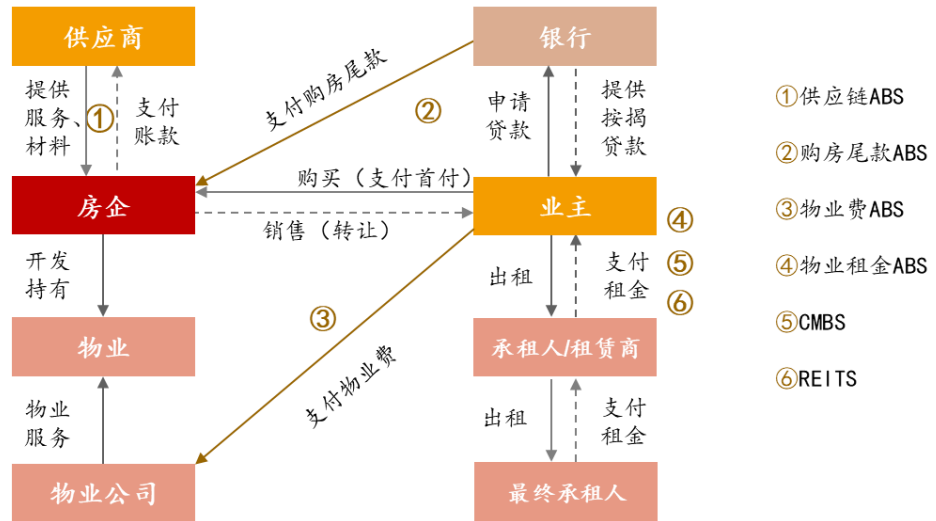 供应商
银行
提供
服务、
材料
①
支付
账款
支付购房尾款
②
申请
贷款
提供
按揭
贷款
①供应链ABS
②购房尾款ABS
③物业费ABS
④物业租金ABS
⑤CMBS
⑥REITS
房企
购买（支付首付）
销售（转让）
业主
④
⑤
⑥
开发
持有
③
支付物业费
出租
支付
租金
物业
承租人/租赁商
物业
服务
出租
支付
租金
物业公司
最终承租人